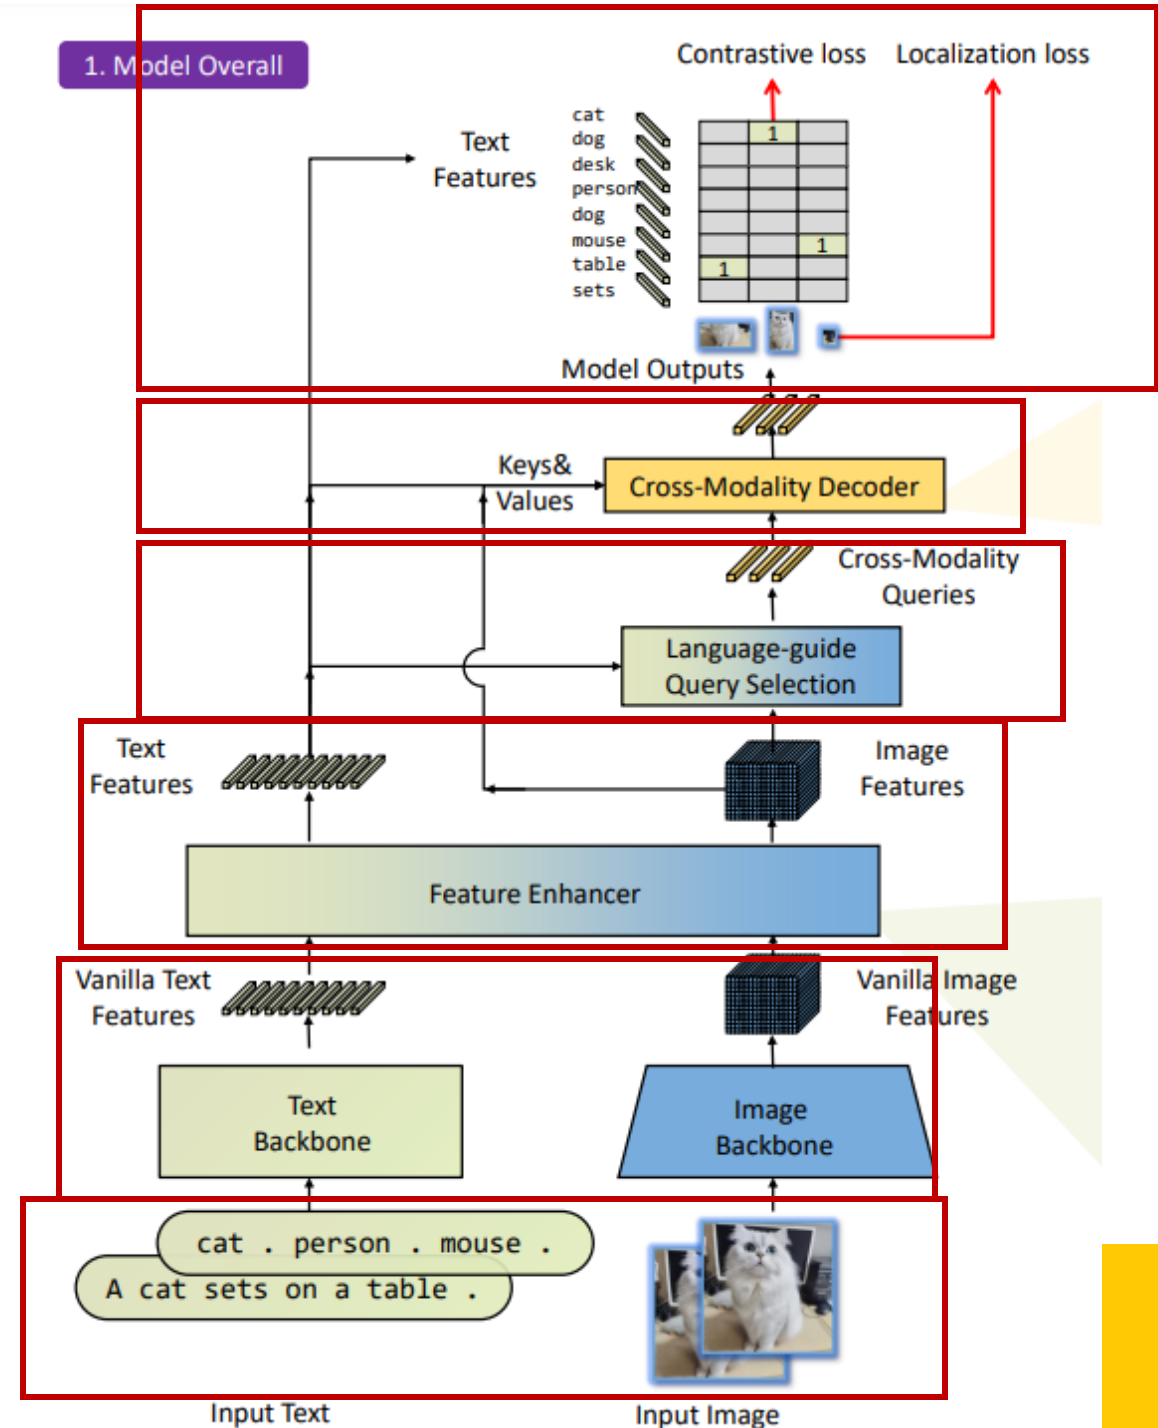 1. Model Overall
Contrastive loss
Localization loss
Text
Features
cat
dog
desk
person
dog
mouse
table
sets
1
1
1
Model Outputs
Keys&
Values
Cross-Modality Decoder
Cross-Modality
Queries
Language-guide
Query Selection
Text
Features
Image
Features
Feature Enhancer
Vanilla Text
Features
Vanilla Image
Features
Text
Backbone
Image
Backbone
cat . person . mouse .
A cat sets on a table .
Input Text
Input Image